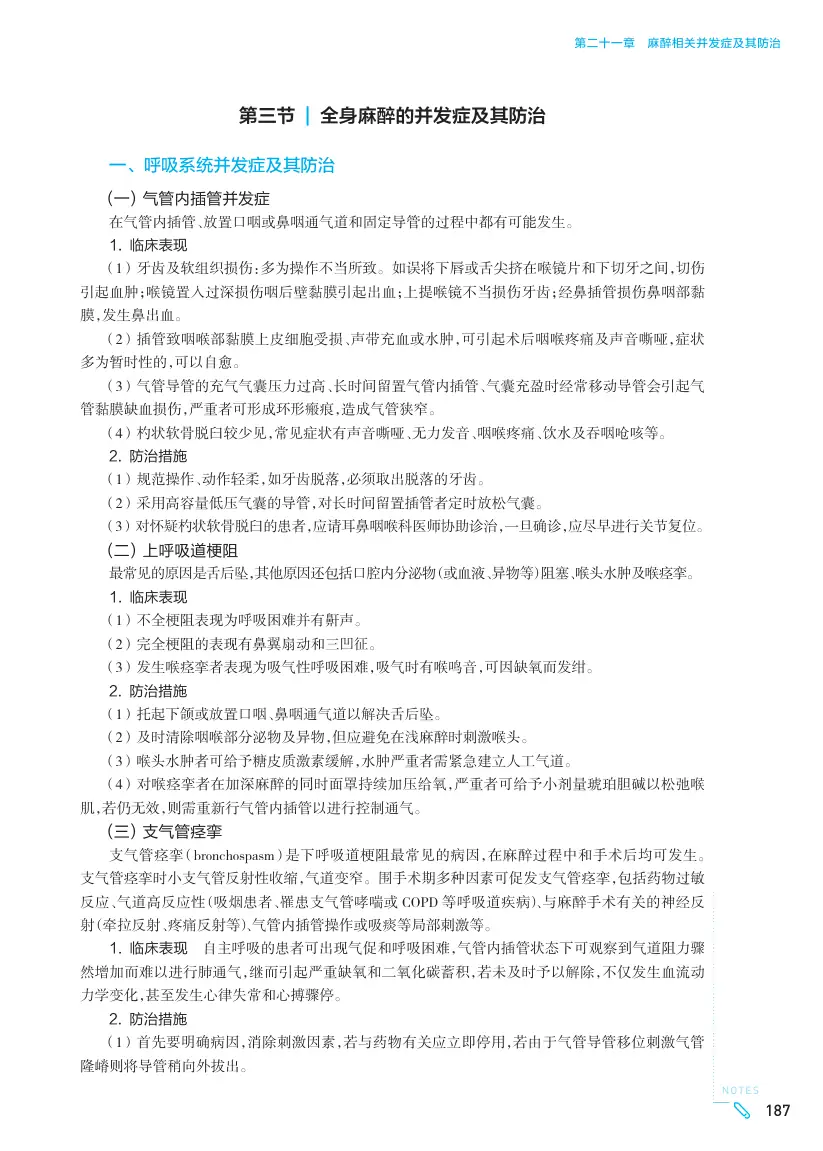 第二十一章 麻醉相关并发症及其防治
第三节 | 全身麻醉的并发症及其防治
一、呼吸系统并发症及其防治
（一）气管内插管并发症
在气管内插管、放置口咽或鼻咽通气道和固定导管的过程中都有可能发生。
1. 临床表现
（1）牙齿及软组织损伤：多为操作不当所致。如误将下唇或舌尖挤在喉镜片和下切牙之间，切伤
引起血肿；喉镜置入过深损伤咽后壁黏膜引起出血；上提喉镜不当损伤牙齿；经鼻插管损伤鼻咽部黏
膜，发生鼻出血。
（2）插管致咽喉部黏膜上皮细胞受损、声带充血或水肿，可引起术后咽喉疼痛及声音嘶哑，症状
多为暂时性的，可以自愈。
（3）气管导管的充气气囊压力过高、长时间留置气管内插管、气囊充盈时经常移动导管会引起气
管黏膜缺血损伤，严重者可形成环形瘢痕，造成气管狭窄。
（4）杓状软骨脱臼较少见，常见症状有声音嘶哑、无力发音、咽喉疼痛、饮水及吞咽呛咳等。
2. 防治措施
（1）规范操作、动作轻柔，如牙齿脱落，必须取出脱落的牙齿。
（2）采用高容量低压气囊的导管，对长时间留置插管者定时放松气囊。
（3）对怀疑杓状软骨脱臼的患者，应请耳鼻咽喉科医师协助诊治，一旦确诊，应尽早进行关节复位。
（二）上呼吸道梗阻
最常见的原因是舌后坠，其他原因还包括口腔内分泌物（或血液、异物等）阻塞、喉头水肿及喉痉挛。
1. 临床表现
（1）不全梗阻表现为呼吸困难并有鼾声。
（2）完全梗阻的表现有鼻翼扇动和三凹征。
（3）发生喉痉挛者表现为吸气性呼吸困难，吸气时有喉鸣音，可因缺氧而发绀。
2. 防治措施
（1）托起下颌或放置口咽、鼻咽通气道以解决舌后坠。
（2）及时清除咽喉部分泌物及异物，但应避免在浅麻醉时刺激喉头。
（3）喉头水肿者可给予糖皮质激素缓解，水肿严重者需紧急建立人工气道。
（4）对喉痉挛者在加深麻醉的同时面罩持续加压给氧，严重者可给予小剂量琥珀胆碱以松弛喉
肌，若仍无效，则需重新行气管内插管以进行控制通气。
（三）支气管痉挛
支气管痉挛（bronchospasm）是下呼吸道梗阻最常见的病因，在麻醉过程中和手术后均可发生。
支气管痉挛时小支气管反射性收缩，气道变窄。围手术期多种因素可促发支气管痉挛，包括药物过敏
反应、气道高反应性（吸烟患者、罹患支气管哮喘或 COPD 等呼吸道疾病）、与麻醉手术有关的神经反
射（牵拉反射、疼痛反射等）、气管内插管操作或吸痰等局部刺激等。
1. 临床表现 自主呼吸的患者可出现气促和呼吸困难，气管内插管状态下可观察到气道阻力骤
然增加而难以进行肺通气，继而引起严重缺氧和二氧化碳蓄积，若未及时予以解除，不仅发生血流动
力学变化，甚至发生心律失常和心搏骤停。
2. 防治措施
（1）首先要明确病因，消除刺激因素，若与药物有关应立即停用，若由于气管导管移位刺激气管
隆嵴则将导管稍向外拔出。
NOTES
187